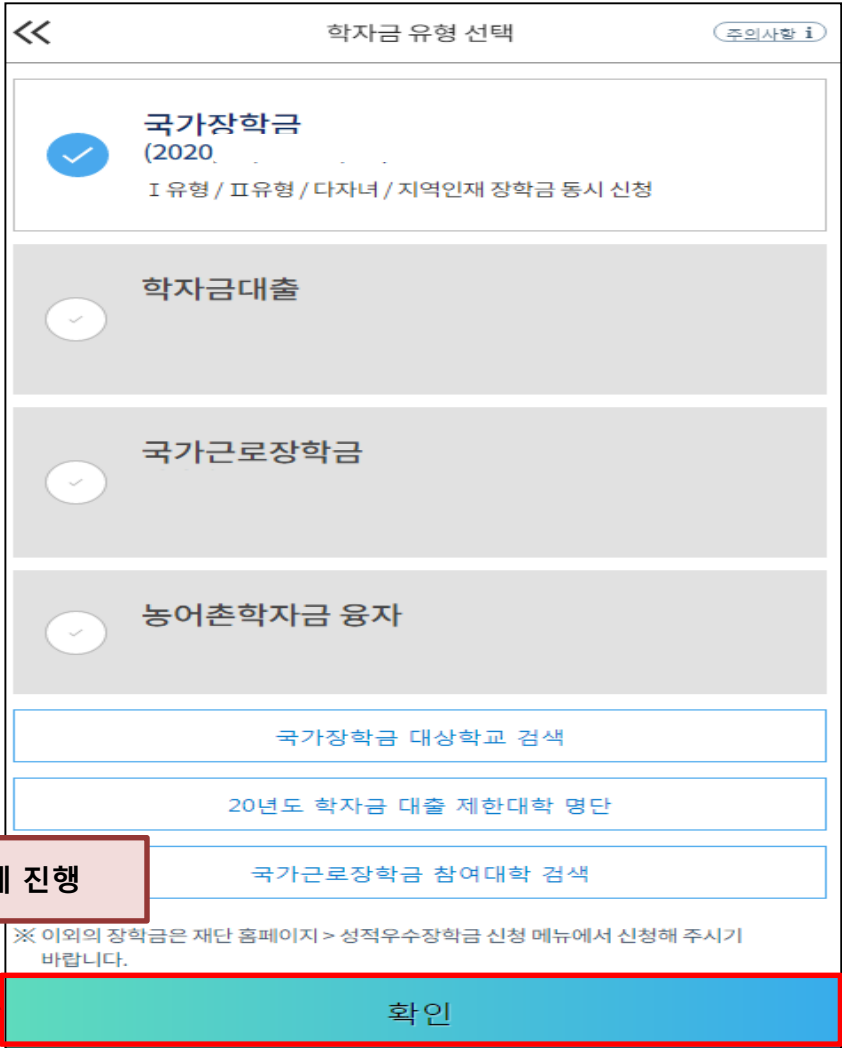 학자금 유형 선택
주의사항 i
국가장학금
(2020
Ⅰ유형 / Ⅱ유형 / 다자녀 / 지역인재 장학금 동시 신청
학자금대출
국가근로장학금
농어촌학자금 융자
국가장학금 대상학교 검색
20년도 학자금 대출 제한대학 명단
진행
국가근로장학금 참여대학 검색
※ 이외의 장학금은 재단 홈페이지 > 성적우수장학금 신청 메뉴에서 신청해 주시기
바랍니다.
확인